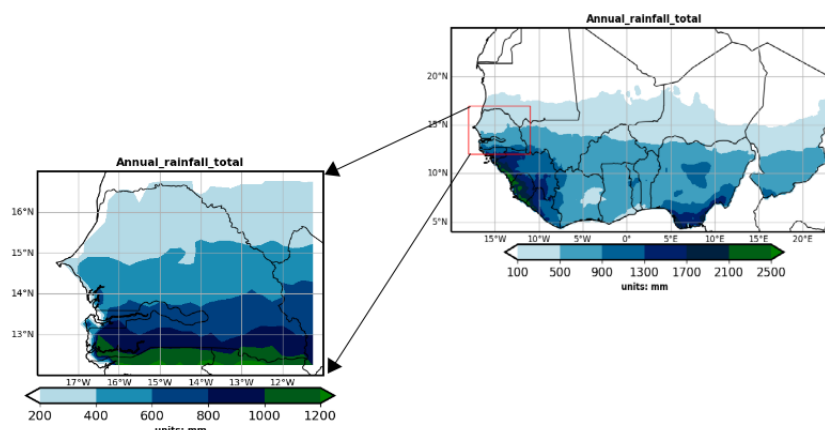 Annual_rainfall_total
20°N
15°N
10°N
5°N
15°W 10°W 5°W 0° 5°E 10°E 15°E 20°E
100 500 900 1300 1700 2100 2500
units: mm
Annual_rainfall_total
16°N
15°N
14°N
13°N
17°W 16°W 15°W 14°W 13°W 12°W
200 400 600 800 1000 1200
units: mm